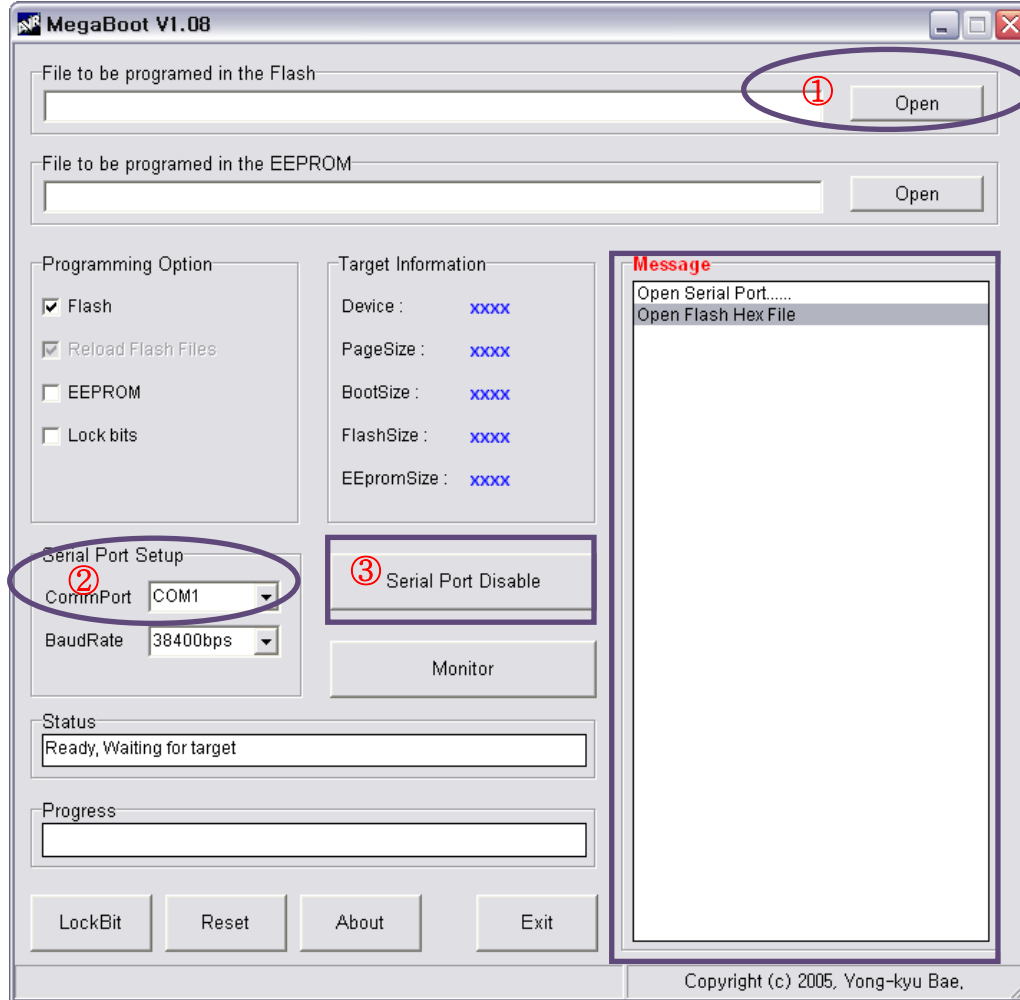 MegaBoot V1.08
File to be programed in the Flash
①
Open
File to be programed in the EEPROM
Open
Programming Option
Flash
Reload Flash Files
EEPROM
Lock bits
Target Information
Device : xxxx
PageSize : xxxx
BootSize : xxxx
FlashSize : xxxx
EEpromSize : xxxx
Message
Open Serial Port......
Open Flash Hex File
Serial Port Setup
②
CommPort COM1
BaudRate 38400bps
③ Serial Port Disable
Monitor
Status
Ready, Waiting for target
Progress
LockBit Reset About Exit
Copyright (c) 2005, Yong-kyu Bae,